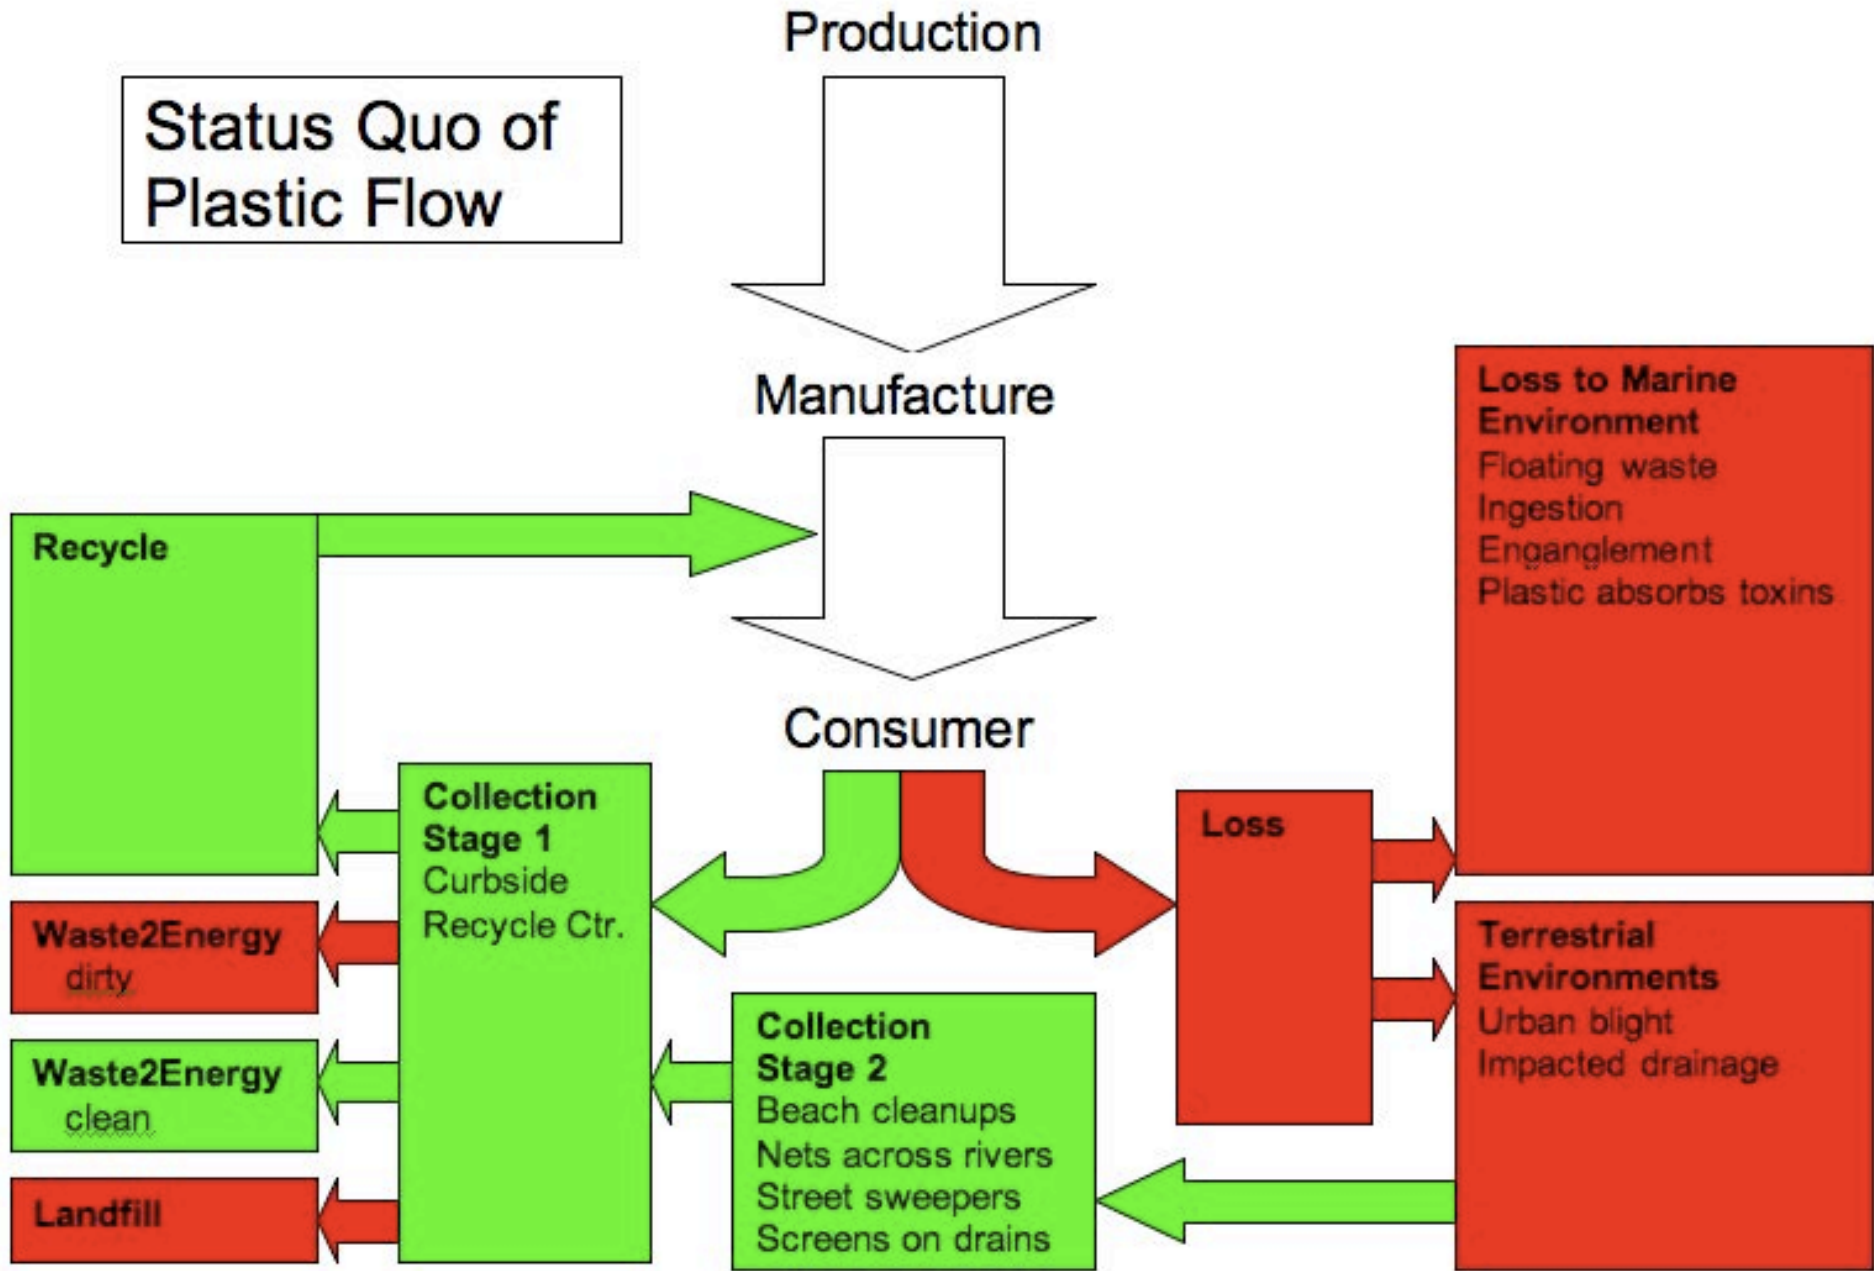 Production
Status Quo of
Plastic Flow
Manufacture
Loss to Marine
Environment
Floating waste
Ingestion
Enganglement
Plastic absorbs toxins
Recycle
Consumer
Collection
Stage 1
Curbside
Recycle Ctr.
Loss
Waste2Energy
dirty
Terrestrial
Environments
Urban blight
Impacted drainage
Collection
Stage 2
Beach cleanups
Nets across rivers
Street sweepers
Screens on drains
Waste2Energy
clean
Landfill